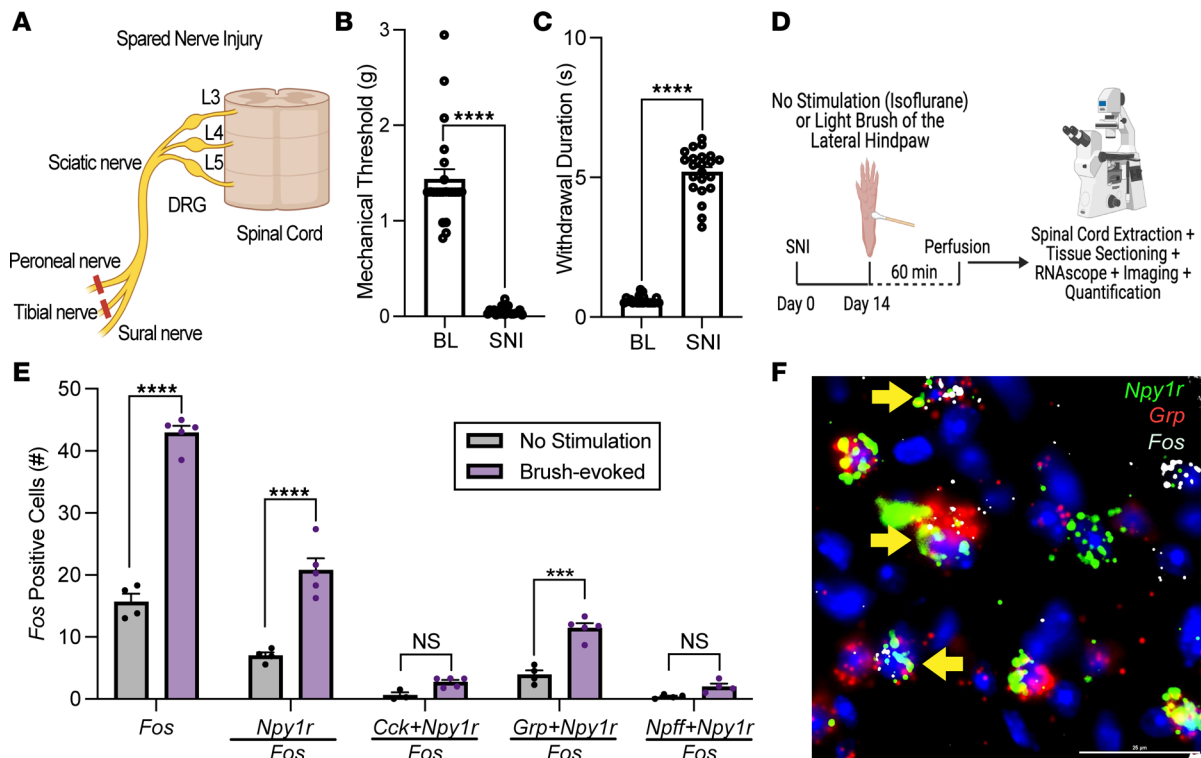 A
Spared Nerve Injury
L3
L4
L5
Sciatic nerve
DRG
Spinal Cord
Peroneal nerve
Tibial nerve
Sural nerve
B
Mechanical Threshold (g)
3
2
1
0
****
BL
SNI
C
Withdrawal Duration (s)
10
5
0
****
BL
SNI
D
No Stimulation (Isoflurane)
or Light Brush of the
Lateral Hindpaw
SNI
Perfusion
60 min
Day 0
Day 14
Spinal Cord Extraction +
Tissue Sectioning +
RNAscope + Imaging +
Quantification
E
Fos Positive Cells (#)
50
40
30
20
10
0
****
****
NS
***
NS
No Stimulation
Brush-evoked
Fos
Npy1r
Fos
Cck+Npy1r
Fos
Grp+Npy1r
Fos
Npff+Npy1r
Fos
F
Npy1r
Grp
Fos
25 μm